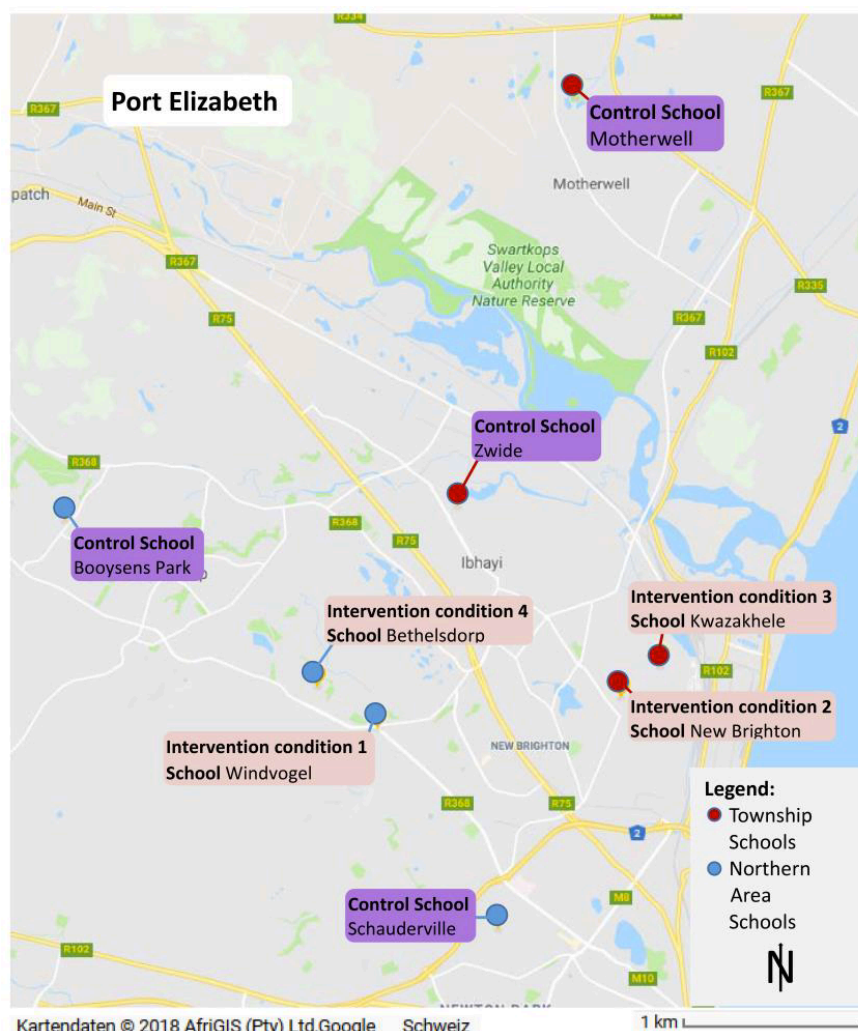 R334
Port Elizabeth
R367
R367
Control School
Motherwell
Motherwell
patch
Main St
R367
Swartkops
Valley Local
Authority
Nature Reserve
R335
R75
R367
R102
Control School
Zwide
2
R368
R368
R75
Control School
Booysens Park
p
Ibhayi
Intervention condition 4
School Bethelsdorp
Intervention condition 3
School Kwazakhele
R102
Intervention condition 2
School New Brighton
Intervention condition 1
School Windvogel
NEW BRIGHTON
R368
R75
2
Legend:
Township
Schools
Northern
Area
Schools
N
Control School
Schauderville
M8
R102
M10
NEWTON PARK
Kartendaten © 2018 AfriGIS (Pty) Ltd,Google Schweiz
1 km